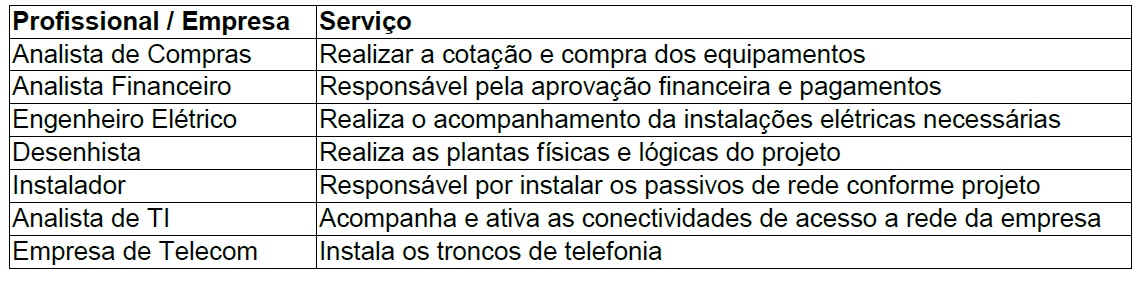 Profissional / Empresa Serviço
Analista de Compras Realizar a cotação e compra dos equipamentos
Analista Financeiro Responsável pela aprovação financeira e pagamentos
Engenheiro Elétrico Realiza o acompanhamento da instalações elétricas necessárias
Desenhista Realiza as plantas físicas e lógicas do projeto
Instalador Responsável por instalar os passivos de rede conforme projeto
Analista de TI Acompanha e ativa as conectividades de acesso a rede da empresa
Empresa de Telecom Instala os troncos de telefonia